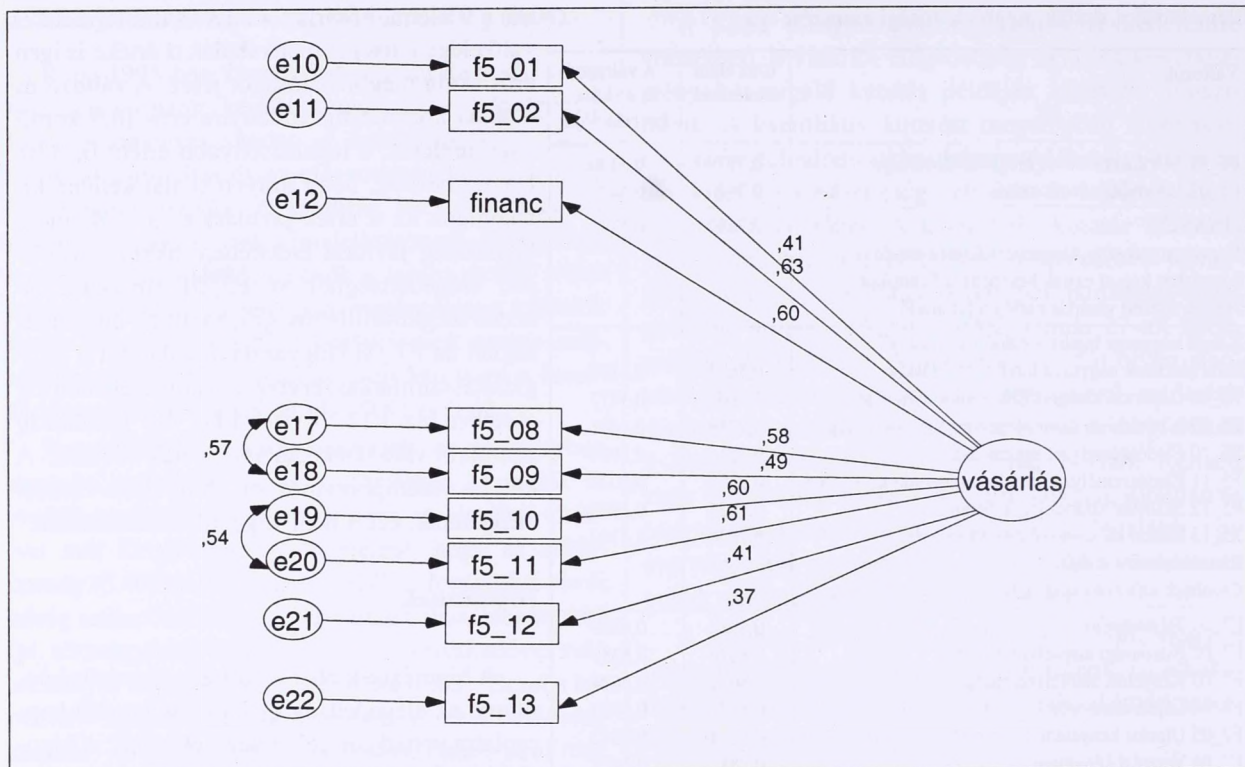 e10 f5_01
e11 f5_02
e12 financ
,41
,63
,60
e17 f5_08
,57
e18 f5_09
e19 f5_10
,54
e20 f5_11
e21 f5_12
e22 f5_13
,58
,49
,60
,61
,41
,37
vásárlás